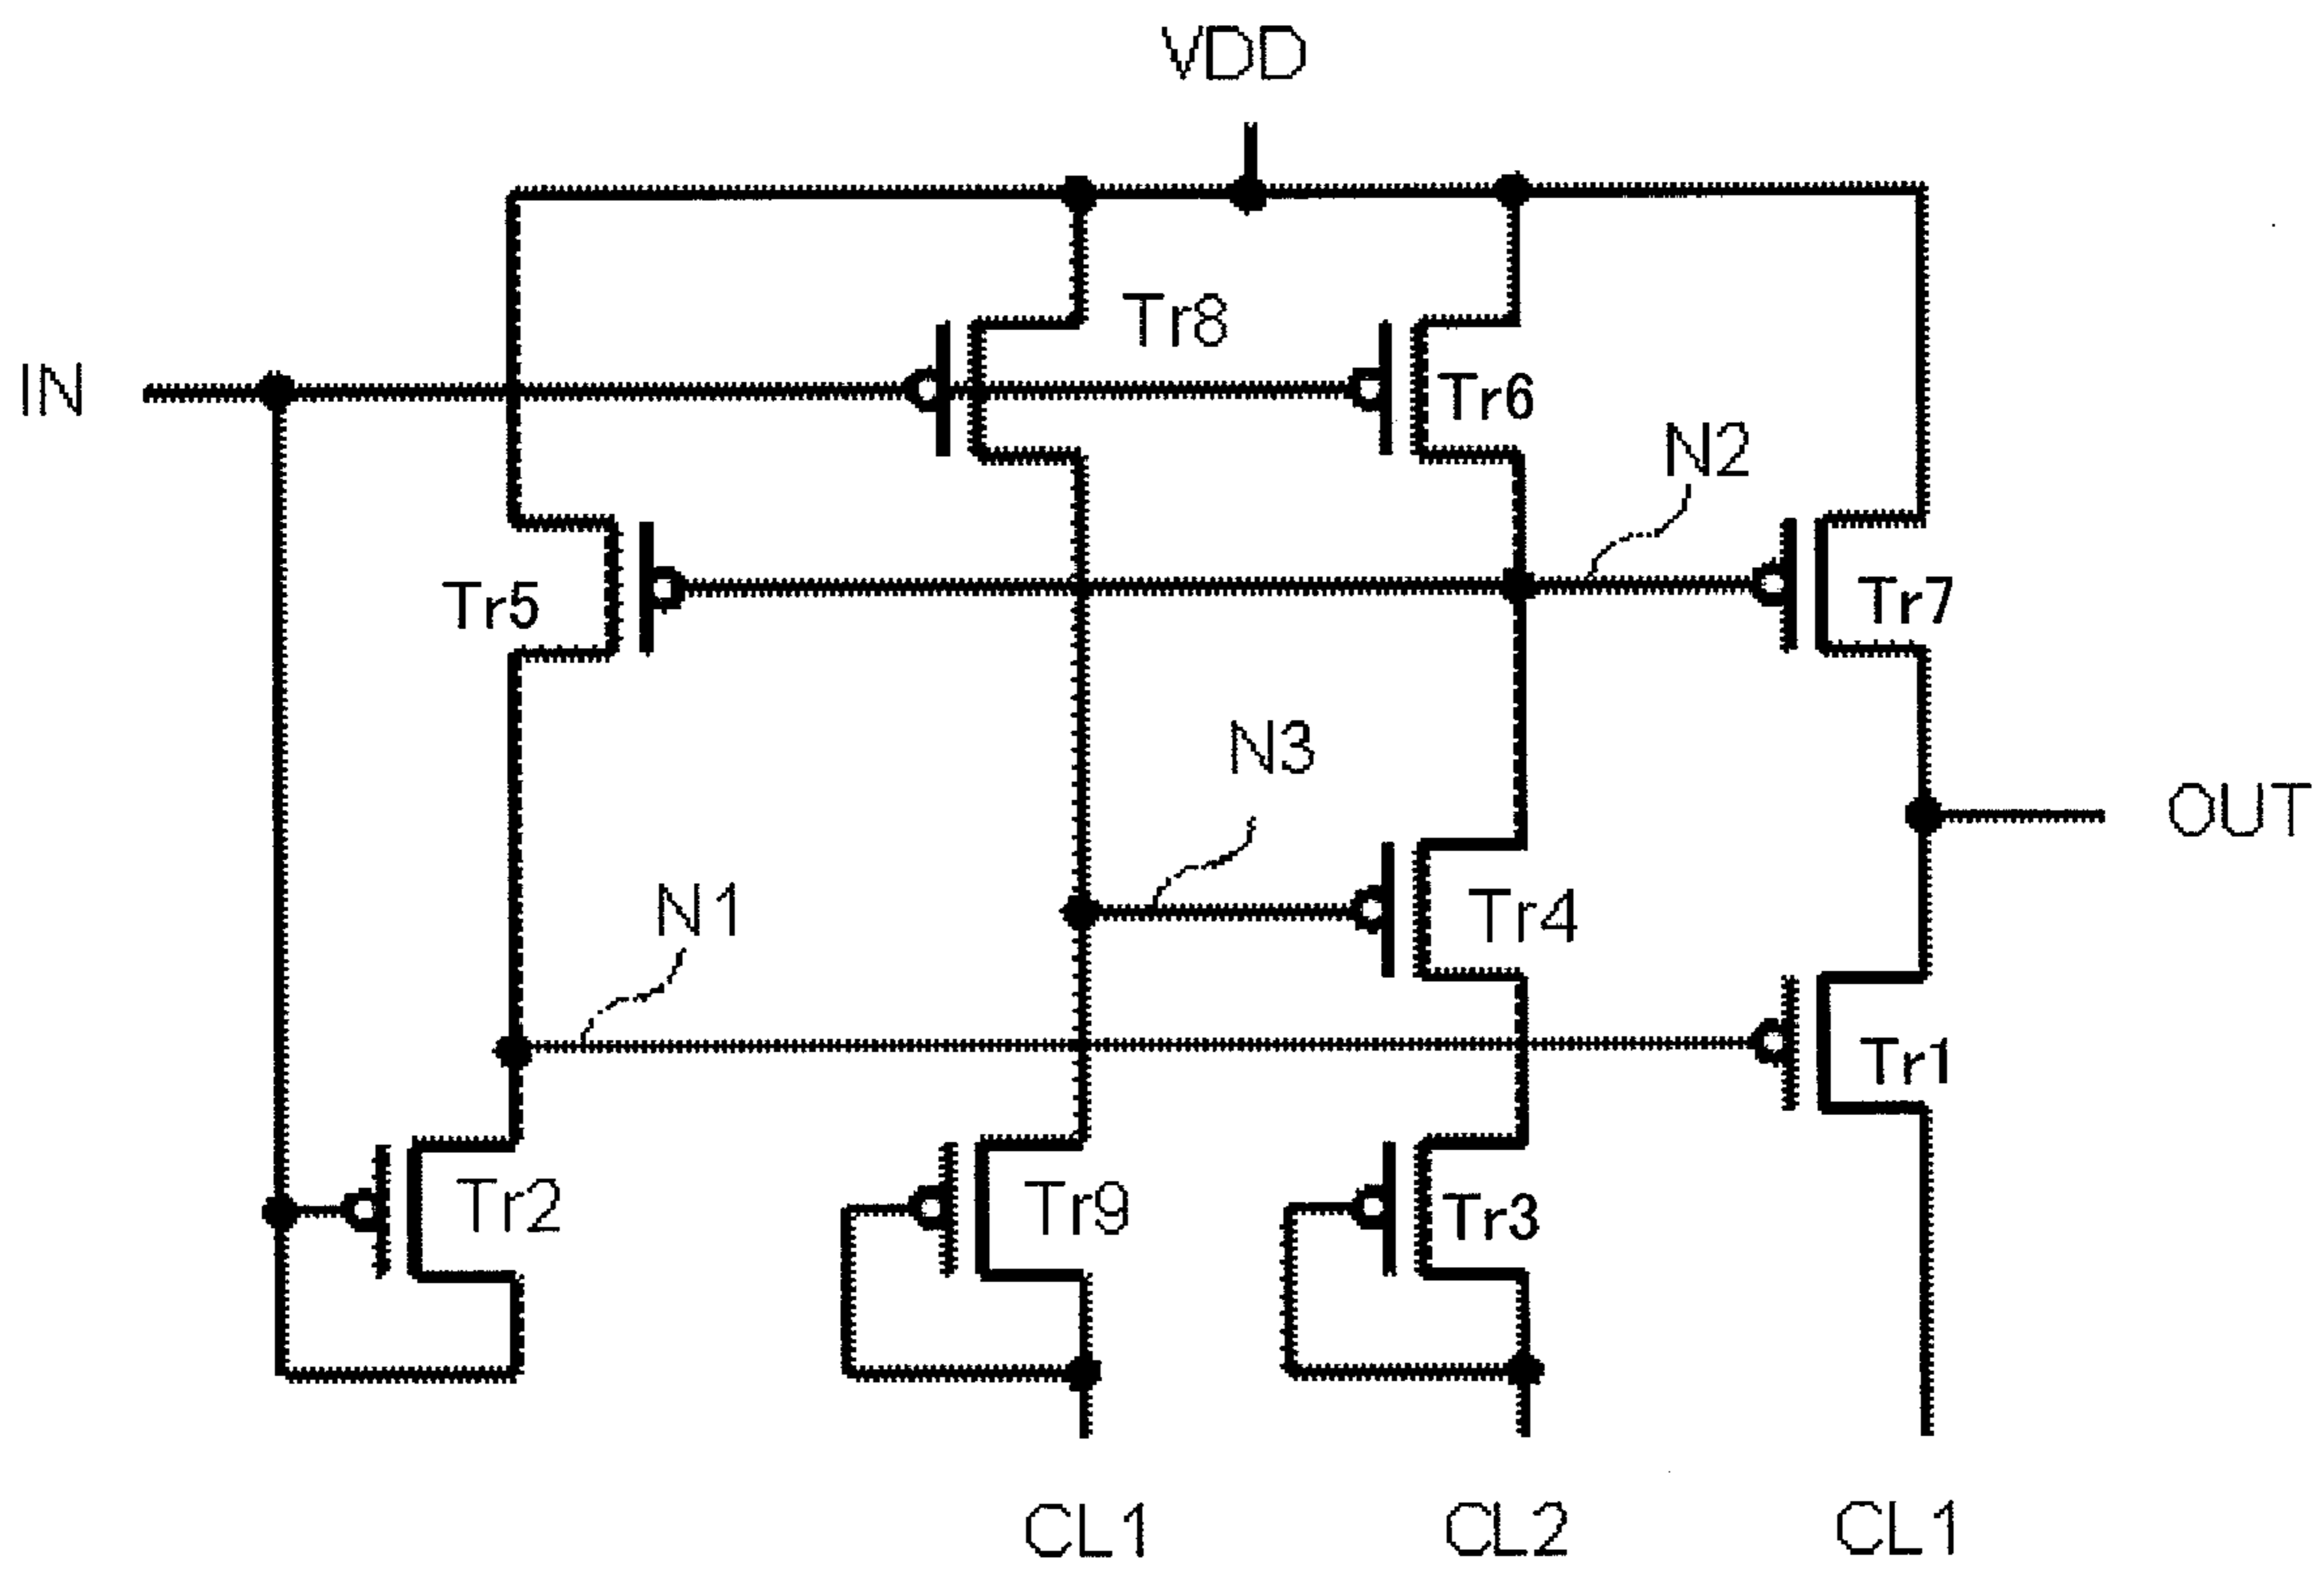 VDD
Tr8
IN
Tr6
N2
Tr5
Tr7
N3
OUT
N1
Tr4
Tr1
Tr2
Tr9
Tr3
CL1
CL2
CL1